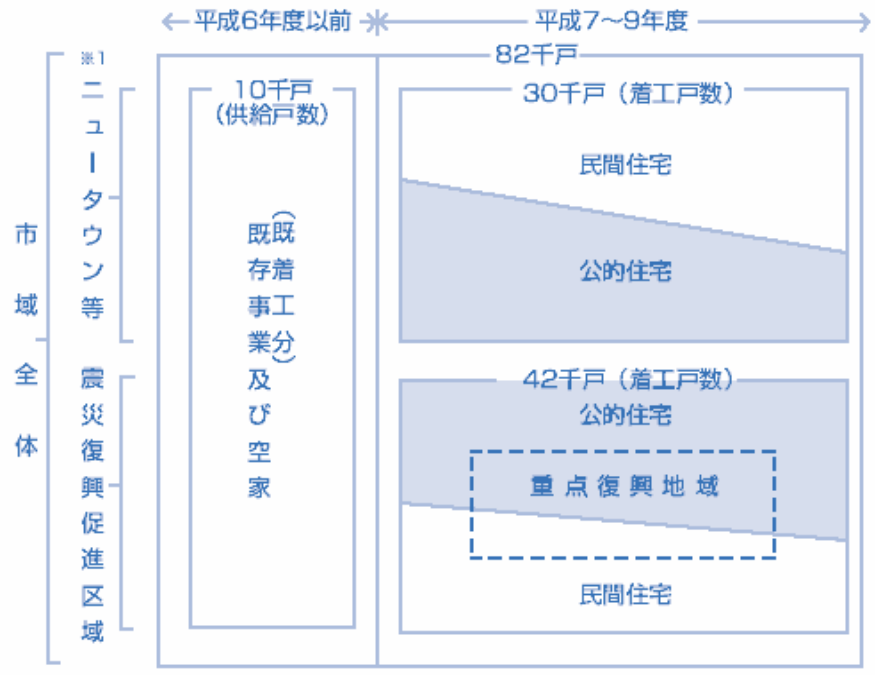 平成6年度以前
平成7〜9年度
82千戸
市域全体
※1
ニュータウン等
震災復興促進区域
10千戸
(供給戸数)
既存事業及び空家
(既着工分)
30千戸(着工戸数)
民間住宅
公的住宅
42千戸(着工戸数)
公的住宅
重点復興地域
民間住宅